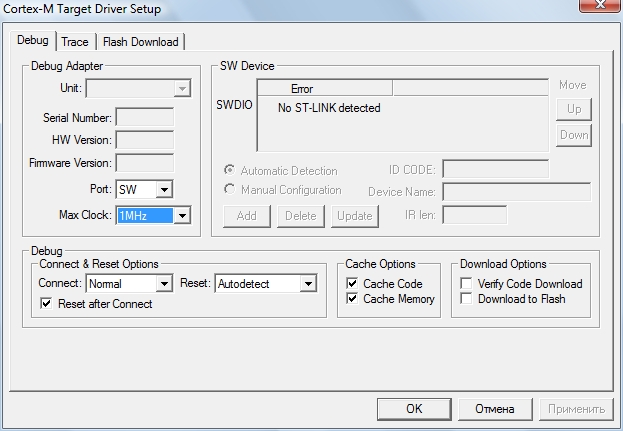 Cortex-M Target Driver Setup
Debug Trace Flash Download
Debug Adapter
Unit:
Serial Number:
HW Version:
Firmware Version:
Port: SW
Max Clock: 1MHz
SW Device
Error
SWDIO No ST-LINK detected
Move
Up
Down
Automatic Detection
Manual Configuration
ID CODE:
Device Name:
Add Delete Update IR len:
Debug
Connect & Reset Options
Connect: Normal Reset: Autodetect
Reset after Connect
Cache Options
Cache Code
Cache Memory
Download Options
Verify Code Download
Download to Flash
OK Отмена Применить